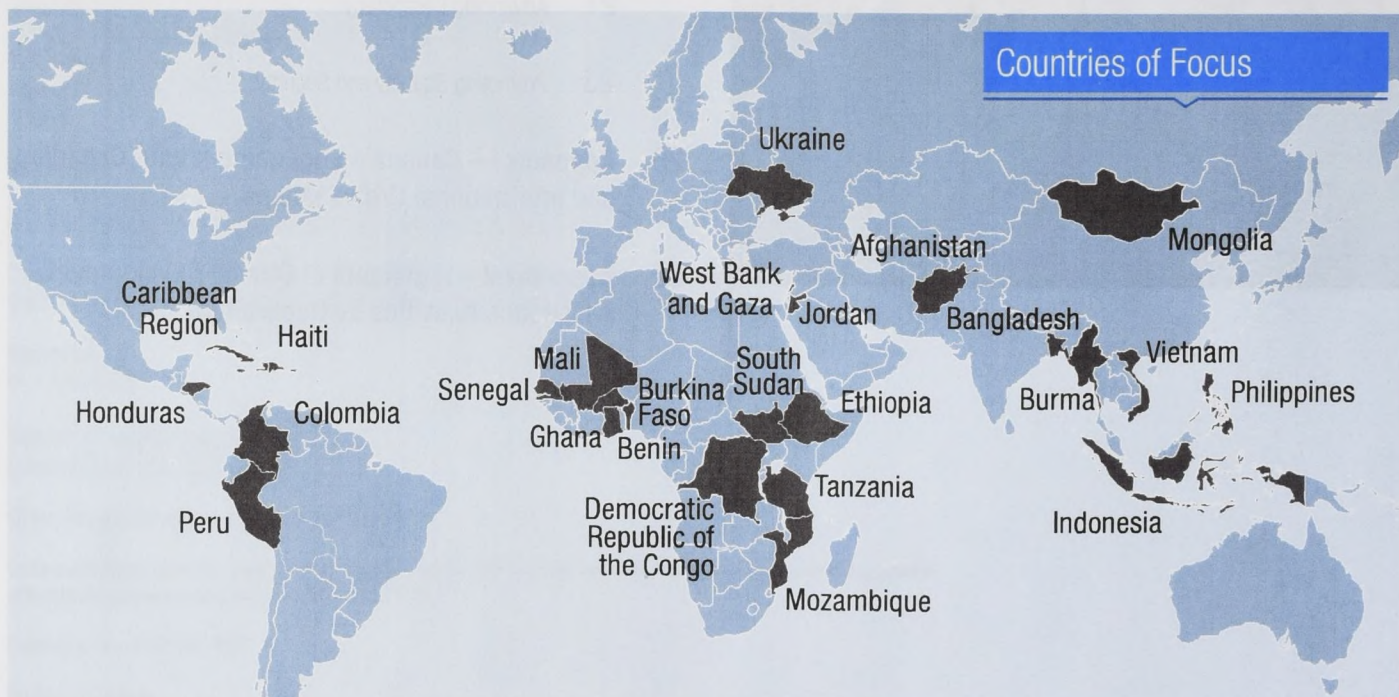 Countries of Focus
Ukraine
Mongolia
Afghanistan
West Bank
and Gaza
Jordan
Bangladesh
Caribbean
Region
Haiti
Vietnam
Mali
South
Sudan
Senegal
Burkina
Faso
Ethiopia
Burma
Philippines
Honduras
Colombia
Ghana
Benin
Tanzania
Peru
Democratic
Republic of
the Congo
Indonesia
Mozambique